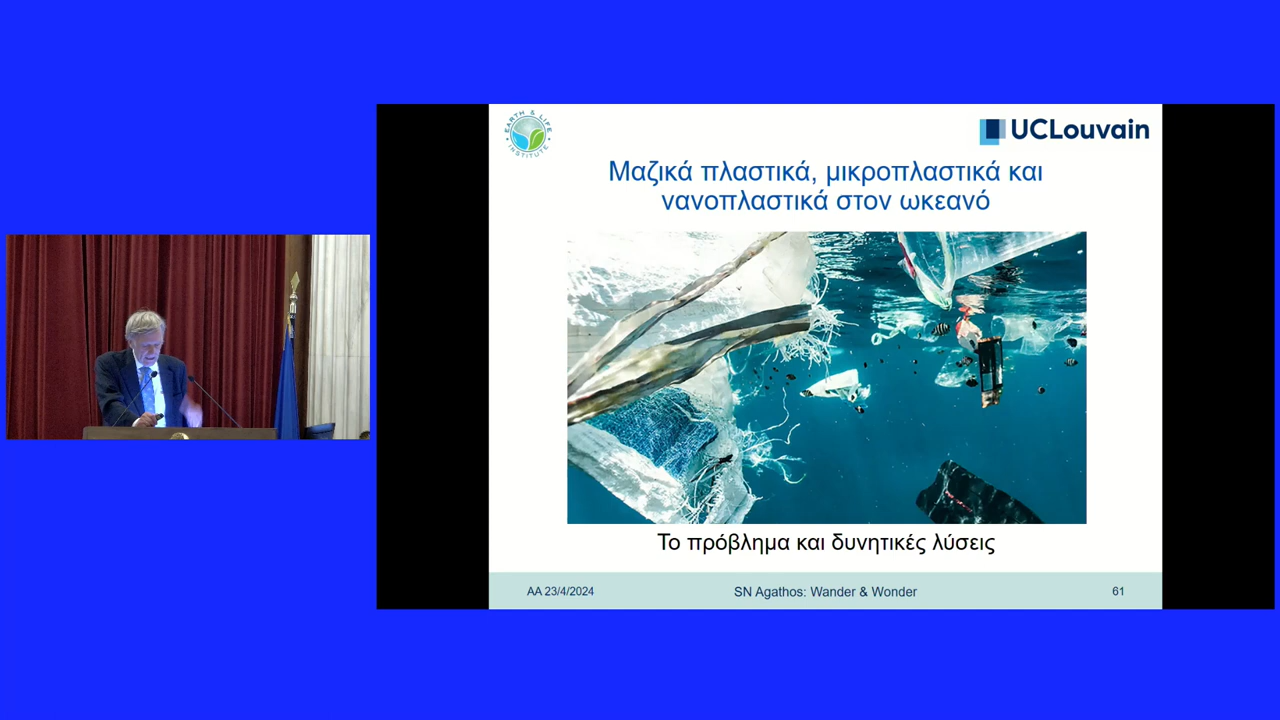 EARTH & LIFE
INSTITUTE
UCLouvain
Μαζικά πλαστικά, μικροπλαστικά και
νανοπλαστικά στον ωκεανό
Το πρόβλημα και δυνητικές λύσεις
AA 23/4/2024
SN Agathos: Wander & Wonder
61